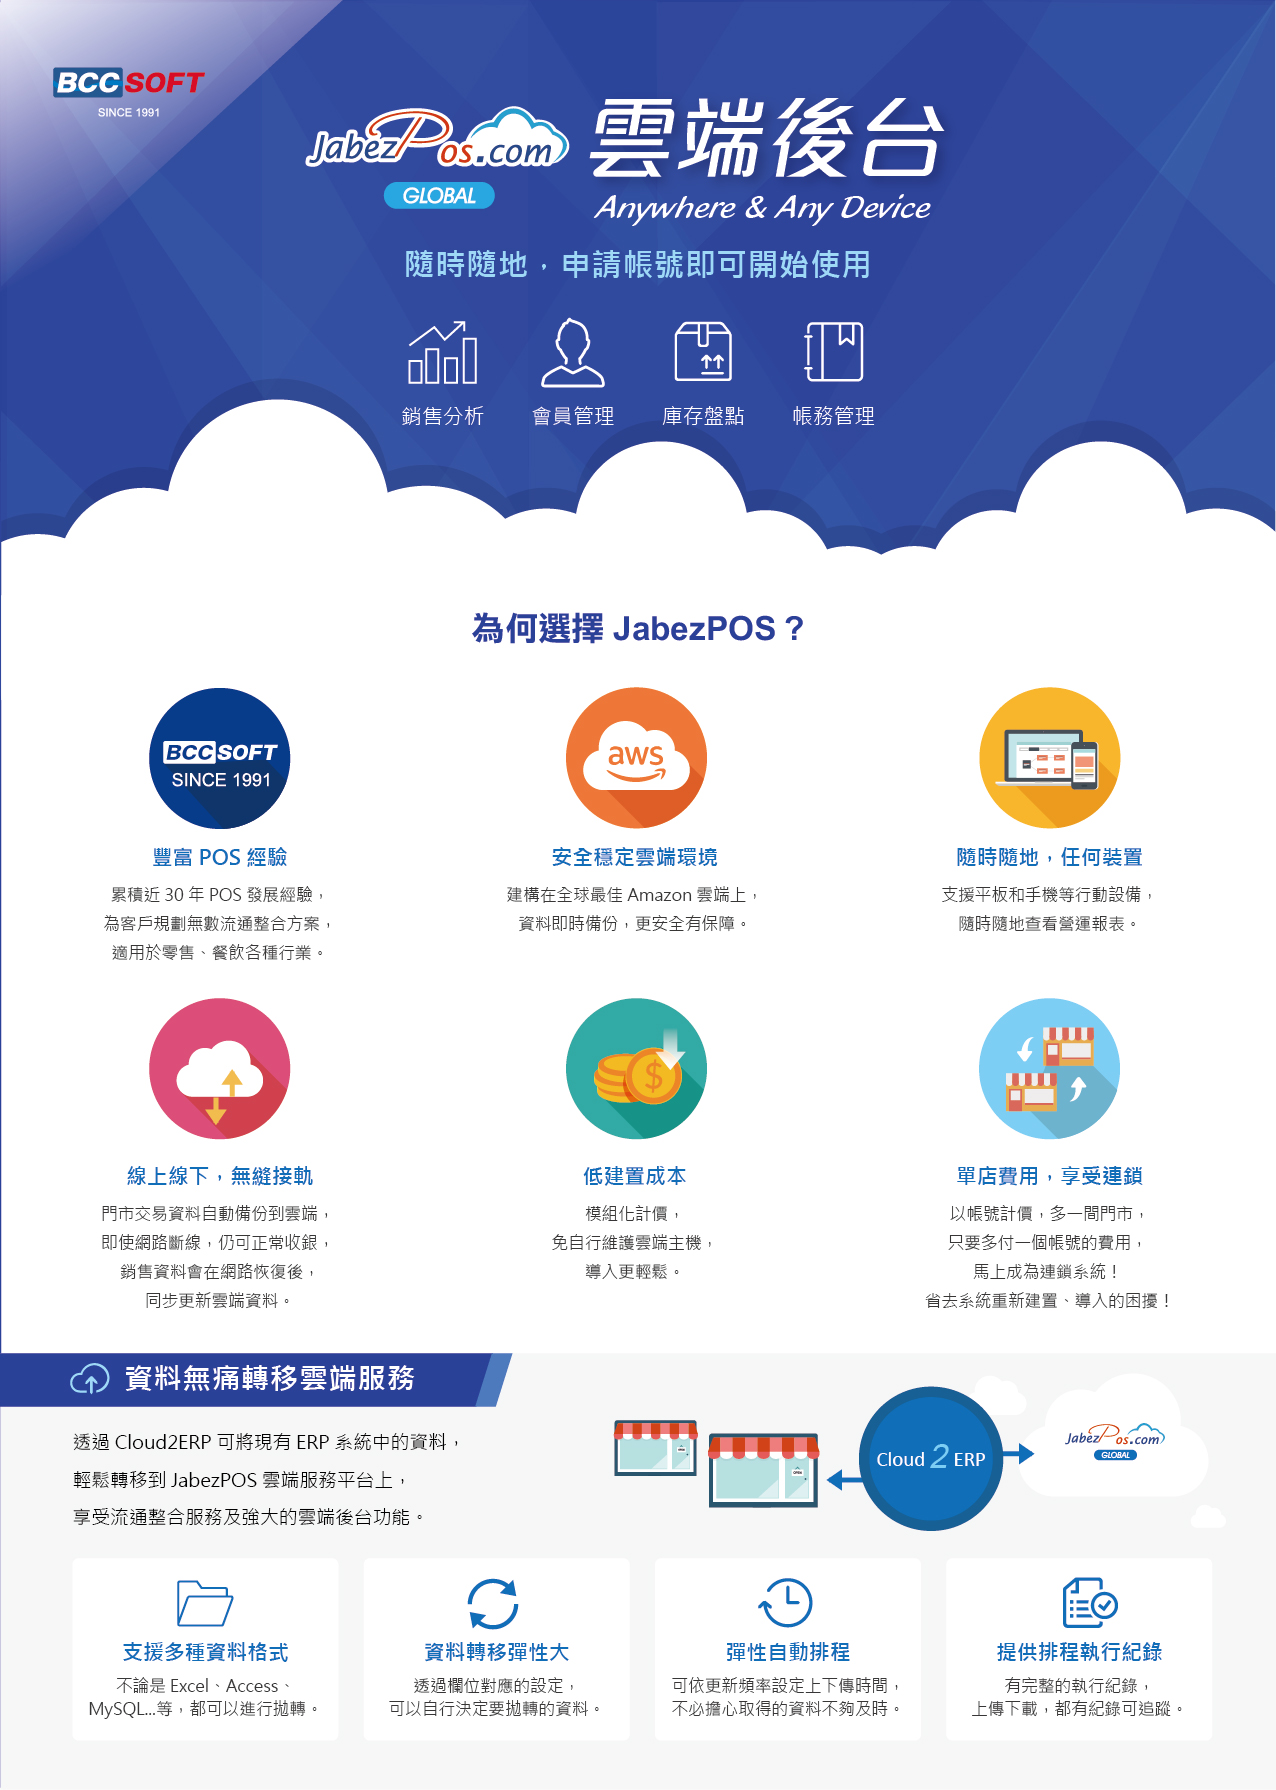 BCCSOFT
SINCE 1991
JabezPos.com
GLOBAL
雲端後台
Anywhere & Any Device
隨時隨地，申請帳號即可開始使用
銷售分析
會員管理
庫存盤點
帳務管理
為何選擇 JabezPOS？
BCCSOFT
SINCE 1991
豐富 POS 經驗
累積近 30 年 POS 發展經驗，
為客戶規劃無數流通整合方案，
適用於零售、餐飲各種行業。
aws
安全穩定雲端環境
建構在全球最佳 Amazon 雲端上，
資料即時備份，更安全有保障。
隨時隨地，任何裝置
支援平板和手機等行動設備，
隨時隨地查看營運報表。
線上線下，無縫接軌
門市交易資料自動備份到雲端，
即使網路斷線，仍可正常收銀，
銷售資料會在網路恢復後，
同步更新雲端資料。
$
低建置成本
模組化計價，
免自行維護雲端主機，
導入更輕鬆。
單店費用，享受連鎖
以帳號計價，多一間門市，
只要多付一個帳號的費用，
馬上成為連鎖系統！
省去系統重新建置、導入的困擾！
資料無痛轉移雲端服務
透過 Cloud2ERP 可將現有 ERP 系統中的資料，
輕鬆轉移到 JabezPOS 雲端服務平台上，
享受流通整合服務及強大的雲端後台功能。
OPEN
OPEN
Cloud 2 ERP
JabezPos.com
GLOBAL
支援多種資料格式
不論是 Excel、Access、
MySQL...等，都可以進行拋轉。
資料轉移彈性大
透過欄位對應的設定，
可以自行決定要拋轉的資料。
彈性自動排程
可依更新頻率設定上下傳時間，
不必擔心取得的資料不夠及時。
提供排程執行紀錄
有完整的執行紀錄，
上傳下載，都有紀錄可追蹤。